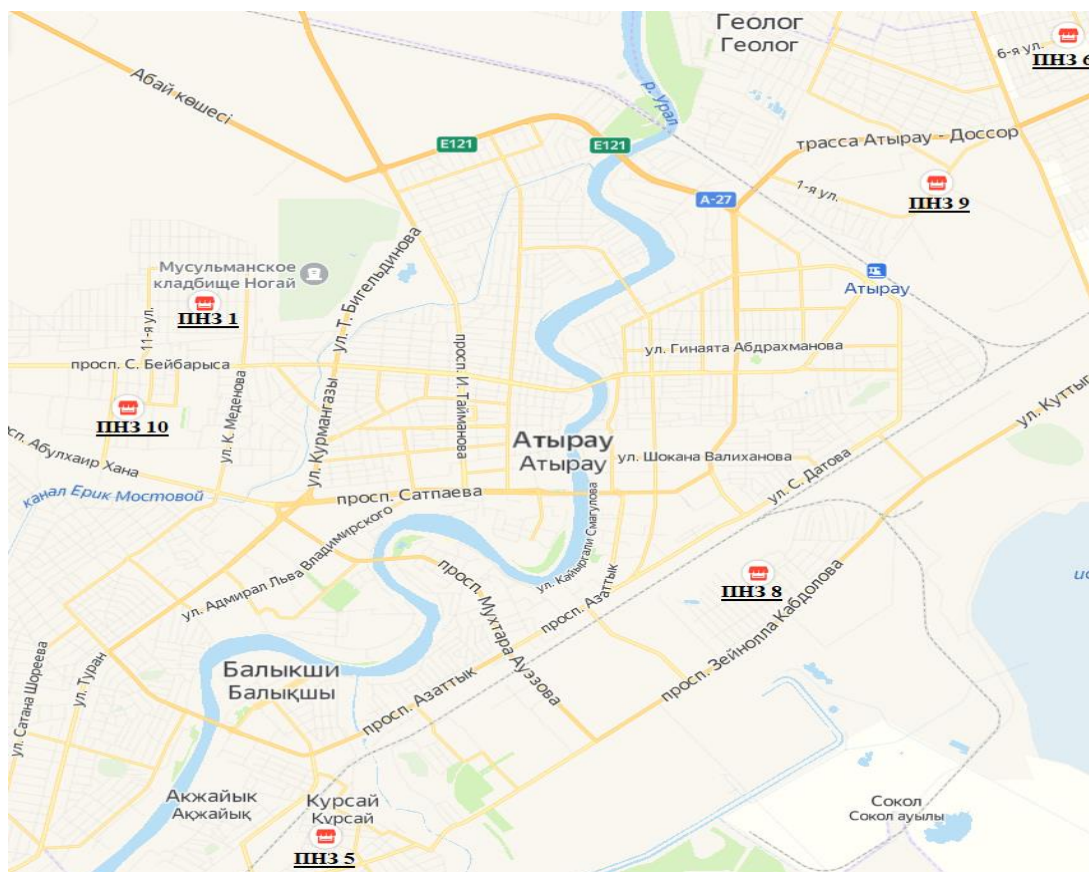 Геолог
Геолог
6-я ул.
ПНЗ 6
Абай көшесі
р. Урал
E121
E121
трасса Атырау - Доссор
1-я ул.
ПНЗ 9
A-27
Мусульманское
кладбище Ногай
ул. Т. Бигельдинова
Атырау
ПНЗ 1
11-я ул.
просп. С. Бейбарыса
просп. И. Тайманова
ул. Гинаята Абдрахманова
ул. К. Меденова
ул. Курмангазы
ПНЗ 10
сп. Абулхаир Хана
канал Ерик Мостовой
Атырау
Атырау
ул. Шокана Валиханова
ул. С. Датова
ул. Куттыг
просп. Сатпаева
ул. Адмирал Льва Владимирского
ул. Кайыргали Смагулова
просп. Мухтара Ауэзова
просп. Азаттык
ПНЗ 8
просп. Зейнолла Кабдолова
ул. Сатана Шореева
ул. Туран
Балыкши
Балықшы
просп. Азаттык
Акжайык
Ақжайық
Курсай
Құрсай
ПНЗ 5
Сокол
Сокол ауылы